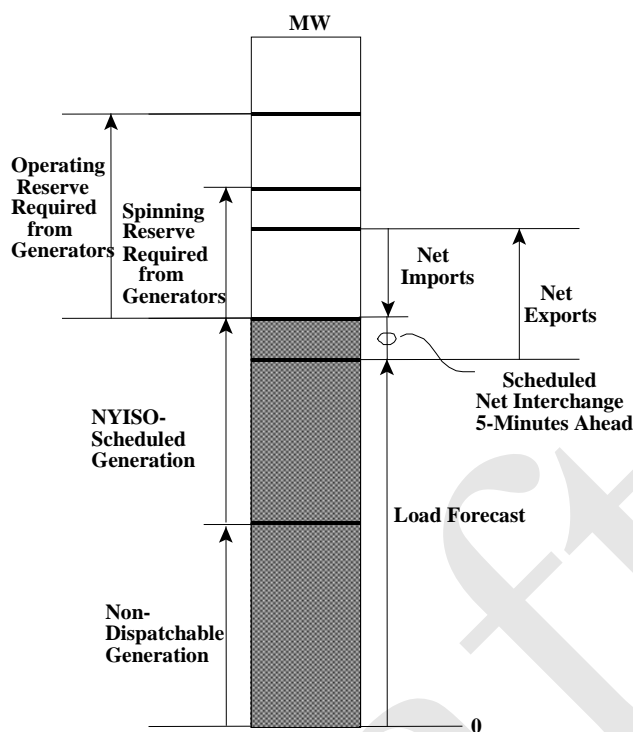 MW
Operating
Reserve
Required
from
Generators
Spinning
Reserve
Required
from
Generators
Net
Imports
Net
Exports
Scheduled
Net Interchange
5-Minutes Ahead
NYISO-
Scheduled
Generation
Load Forecast
Non-
Dispatchable
Generation
0